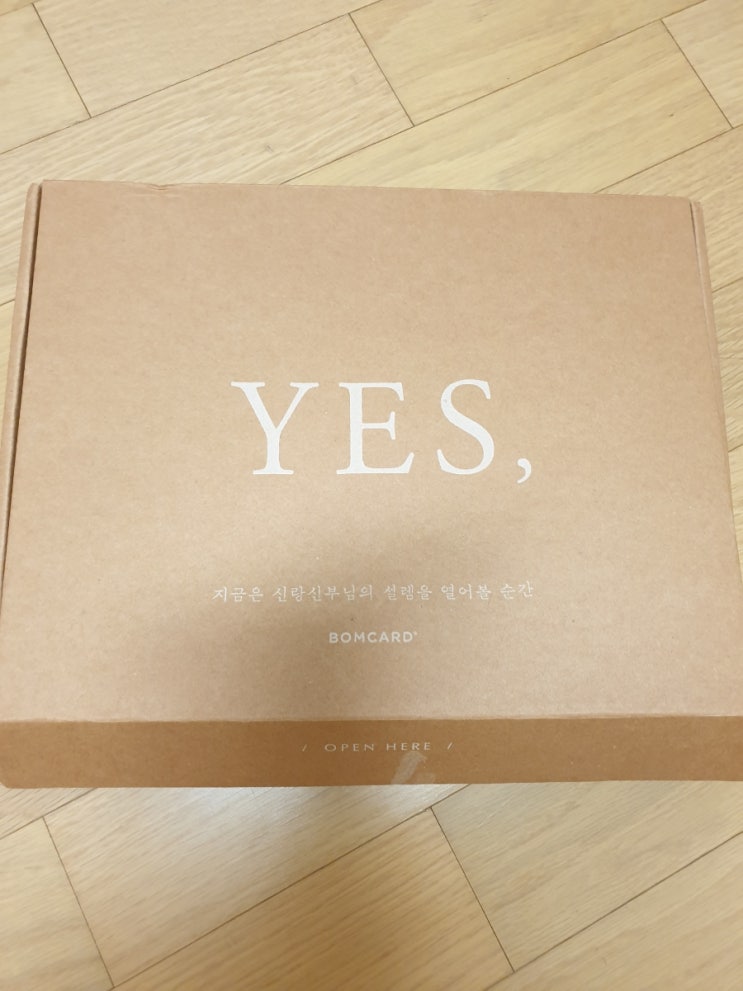 YES,
지금은 신랑신부님의 설렘을 열어볼 순간
BOMCARD®
/ OPEN HERE /